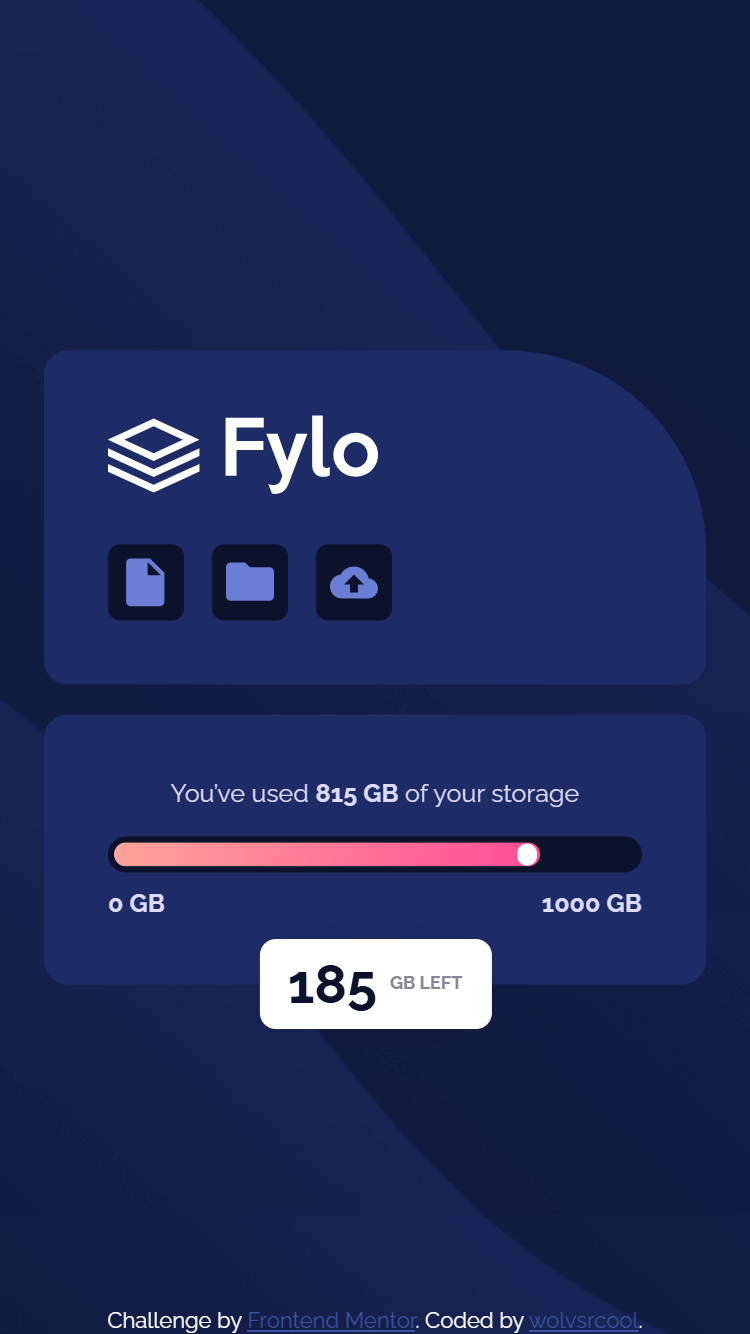 Fylo
You’ve used 815 GB of your storage
0 GB 1000 GB
185 GB LEFT
Challenge by Frontend Mentor. Coded by wolvsrcool.